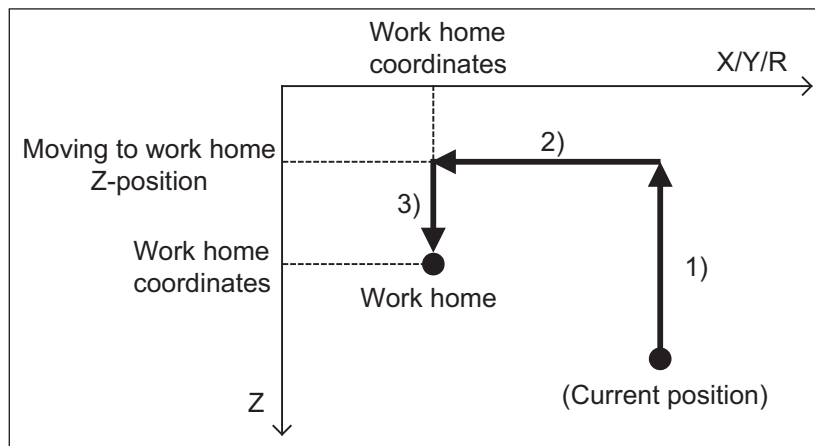 Work home
coordinates
X/Y/R
Moving to work home
Z-position
2)
3)
Work home
coordinates
1)
Work home
(Current position)
Z